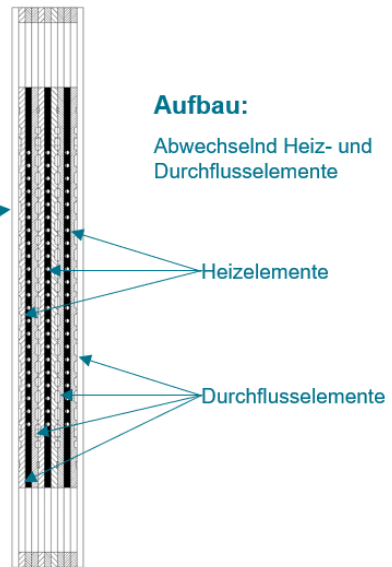 Aufbau:
Abwechselnd Heiz- und
Durchflusselemente
Heizelemente
Durchflusselemente